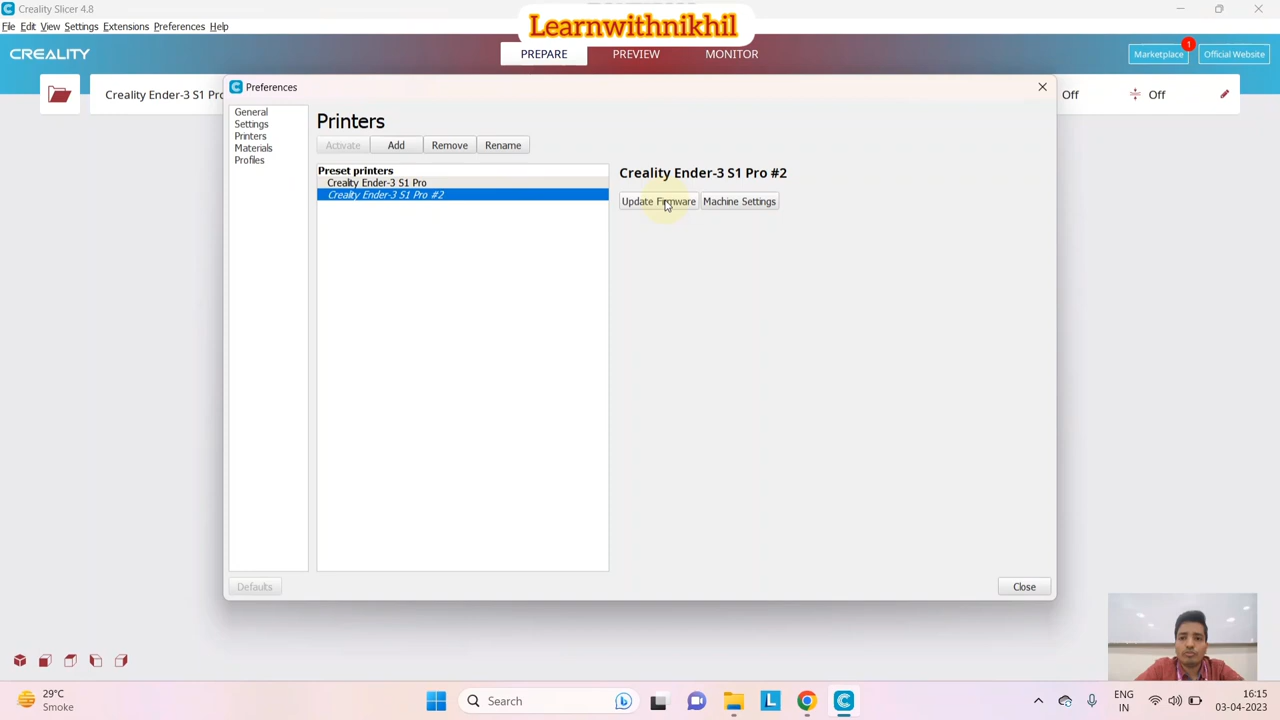 Creality Slicer 4.8
Learnwithnikhil
File Edit View Settings Extensions Preferences Help
CREALITY
PREPARE
PREVIEW
MONITOR
Marketplace
1
Official Website
Creality Ender-3 S1 Pro
Off
Off
Preferences
General
Settings
Printers
Materials
Profiles
Printers
Activate
Add
Remove
Rename
Preset printers
Creality Ender-3 S1 Pro
Creality Ender-3 S1 Pro #2
Creality Ender-3 S1 Pro #2
Update Firmware
Machine Settings
Defaults
Close
29°C
Smoke
Search
ENG
IN
16:15
03-04-2023